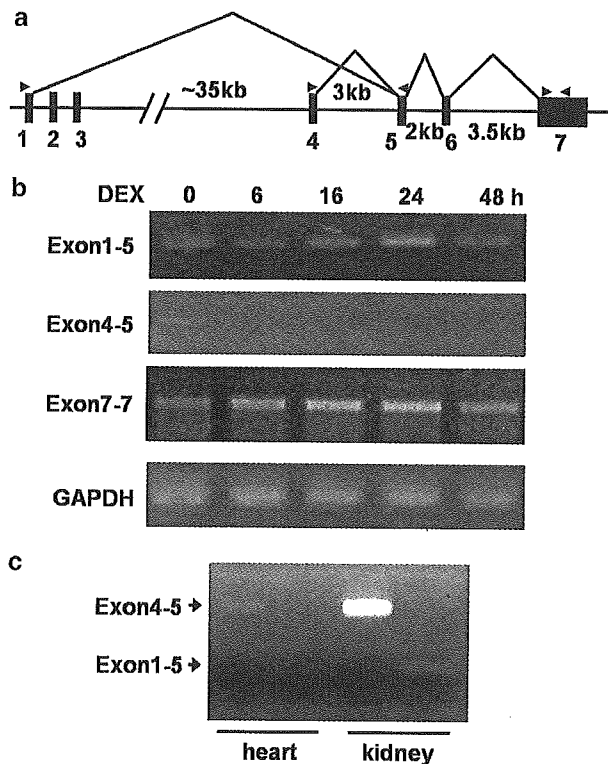 a
~35kb 3kb 2kb 3.5kb
1 2 3 4 5 6 7
b
DEX 0 6 16 24 48 h
Exon1-5
Exon4-5
Exon7-7
GAPDH
c
Exon4-5
Exon1-5
heart kidney